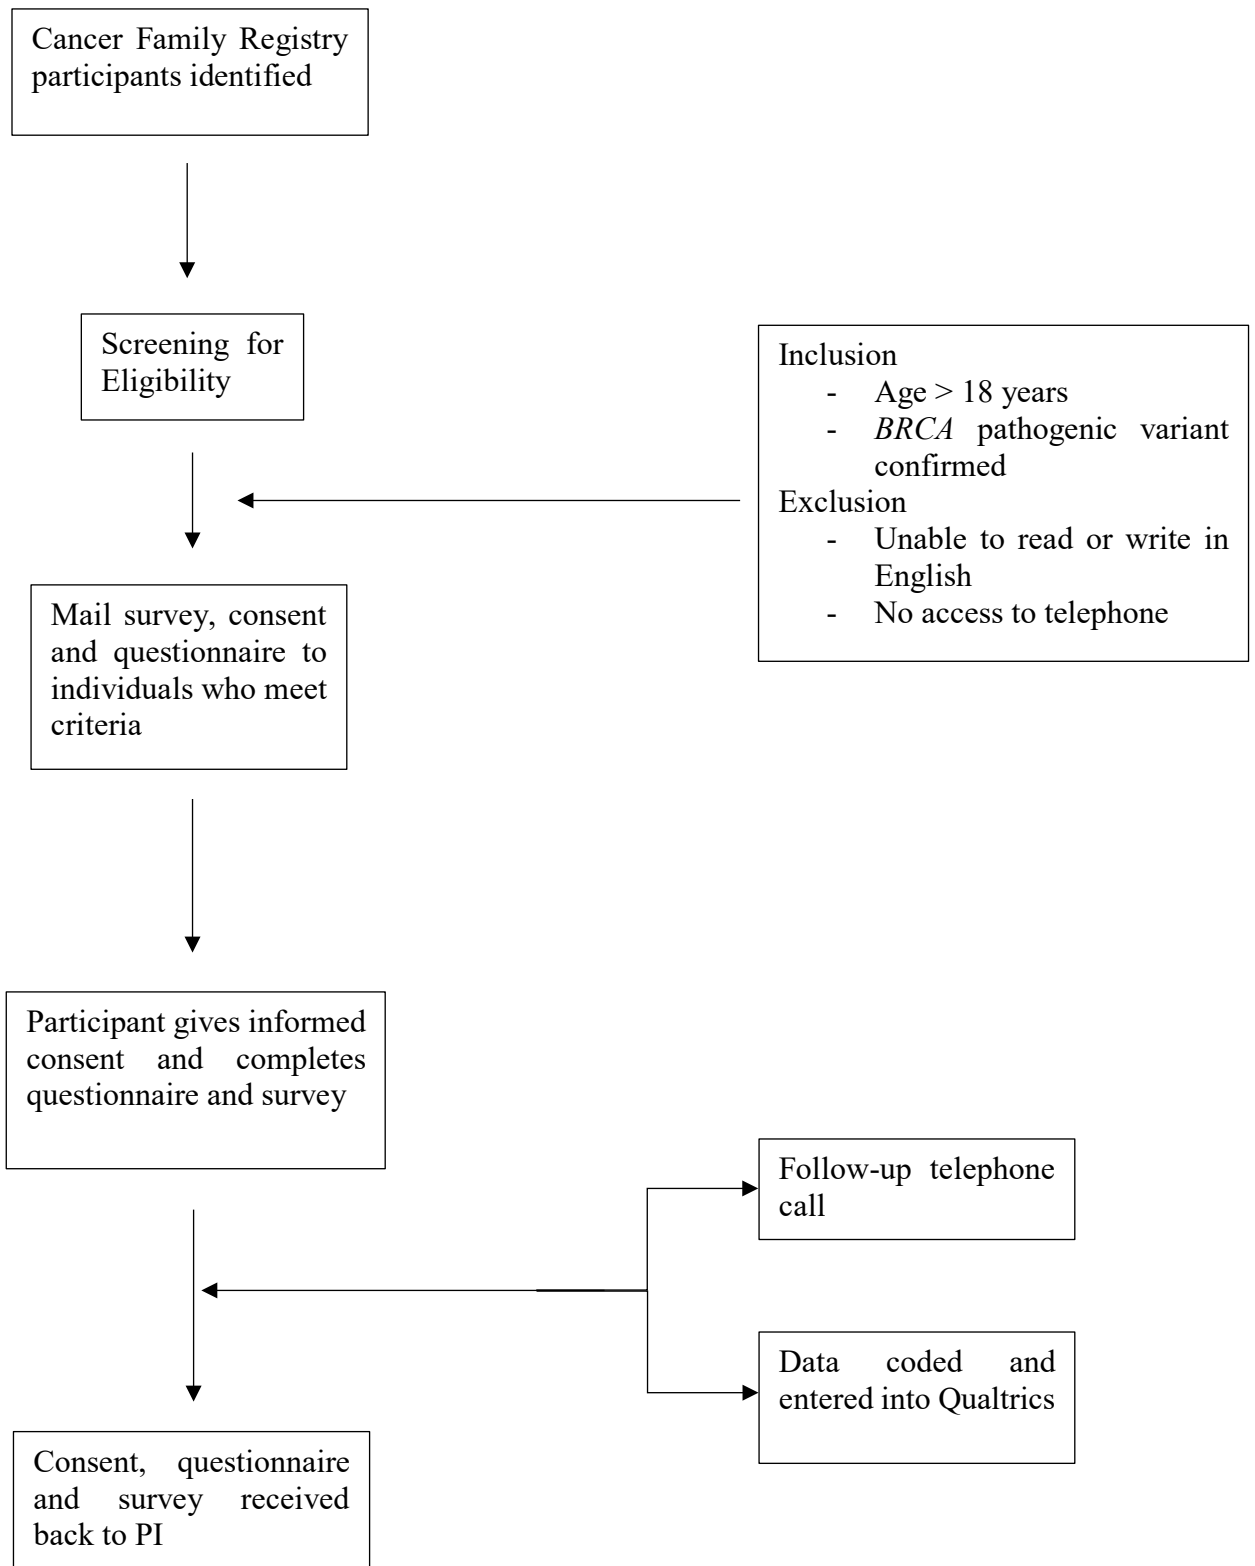 Cancer Family Registry
participants identified
Screening for
Eligibility
Inclusion
- Age > 18 years
- BRCA pathogenic variant
confirmed
Exclusion
- Unable to read or write in
English
- No access to telephone
Mail survey, consent
and questionnaire to
individuals who meet
criteria
Participant gives informed
consent and completes
questionnaire and survey
Follow-up telephone
call
Data coded and
entered into Qualtrics
Consent, questionnaire
and survey received
back to PI